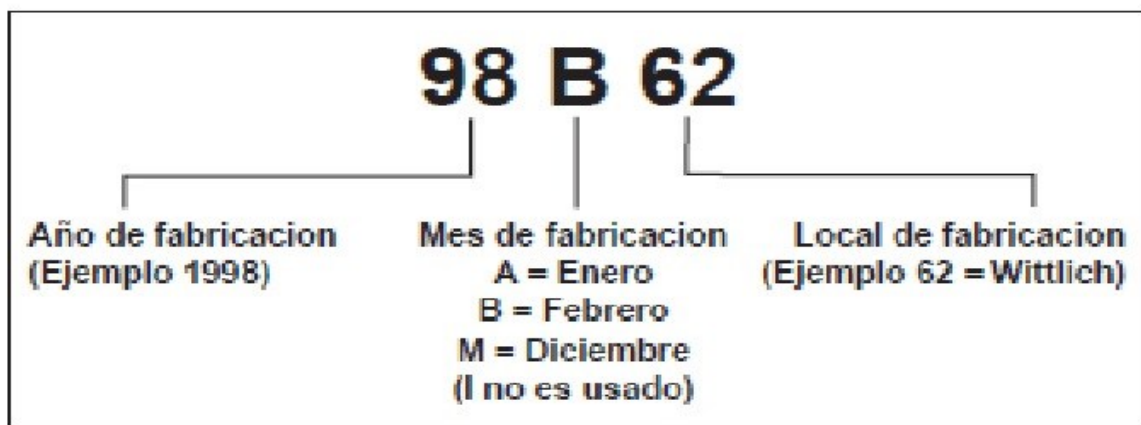 98 B 62
Año de fabricacion
(Ejemplo 1998)
Mes de fabricacion
A = Enero
B = Febrero
M = Diciembre
(I no es usado)
Local de fabricacion
(Ejemplo 62 = Wittlich)